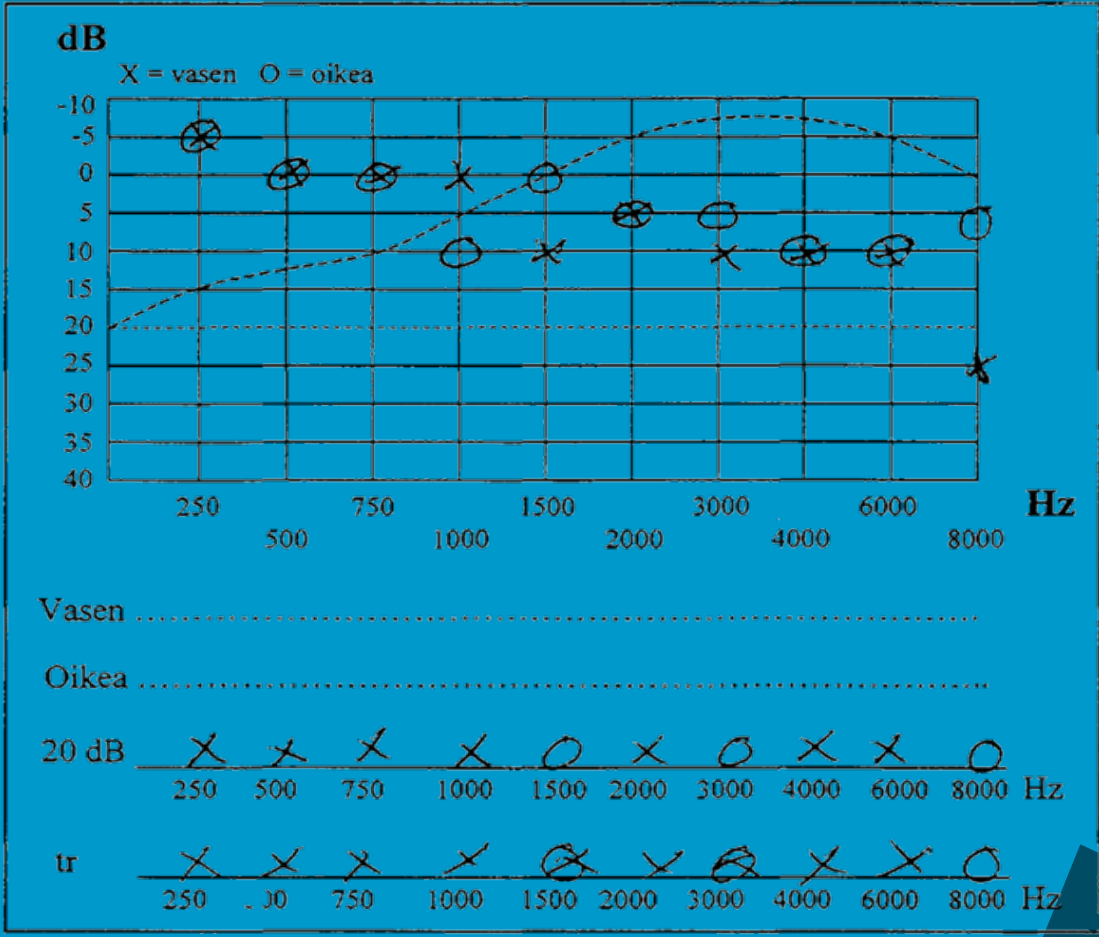 dB
X = vasen O = oikea
-10
-5
0
5
10
15
20
25
30
35
40
250 750 1500 3000 6000 Hz
500 1000 2000 4000 8000
Vasen
Oikea
20 dB X X X X O X O X X O
250 500 750 1000 1500 2000 3000 4000 6000 8000 Hz
tr X X X X X X X O
250 750 1000 1500 2000 3000 4000 6000 8000 Hz